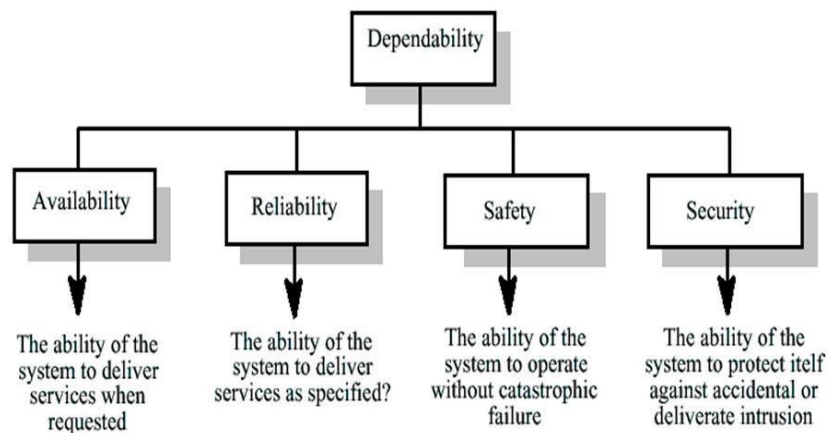 Dependability
Availability
Reliability
Safety
Security
The ability of the
system to deliver
services when
requested
The ability of the
system to deliver
services as specified?
The ability of the
system to operate
without catastrophic
failure
The ability of the
system to protect itelf
against accidental or
deliverate intrusion